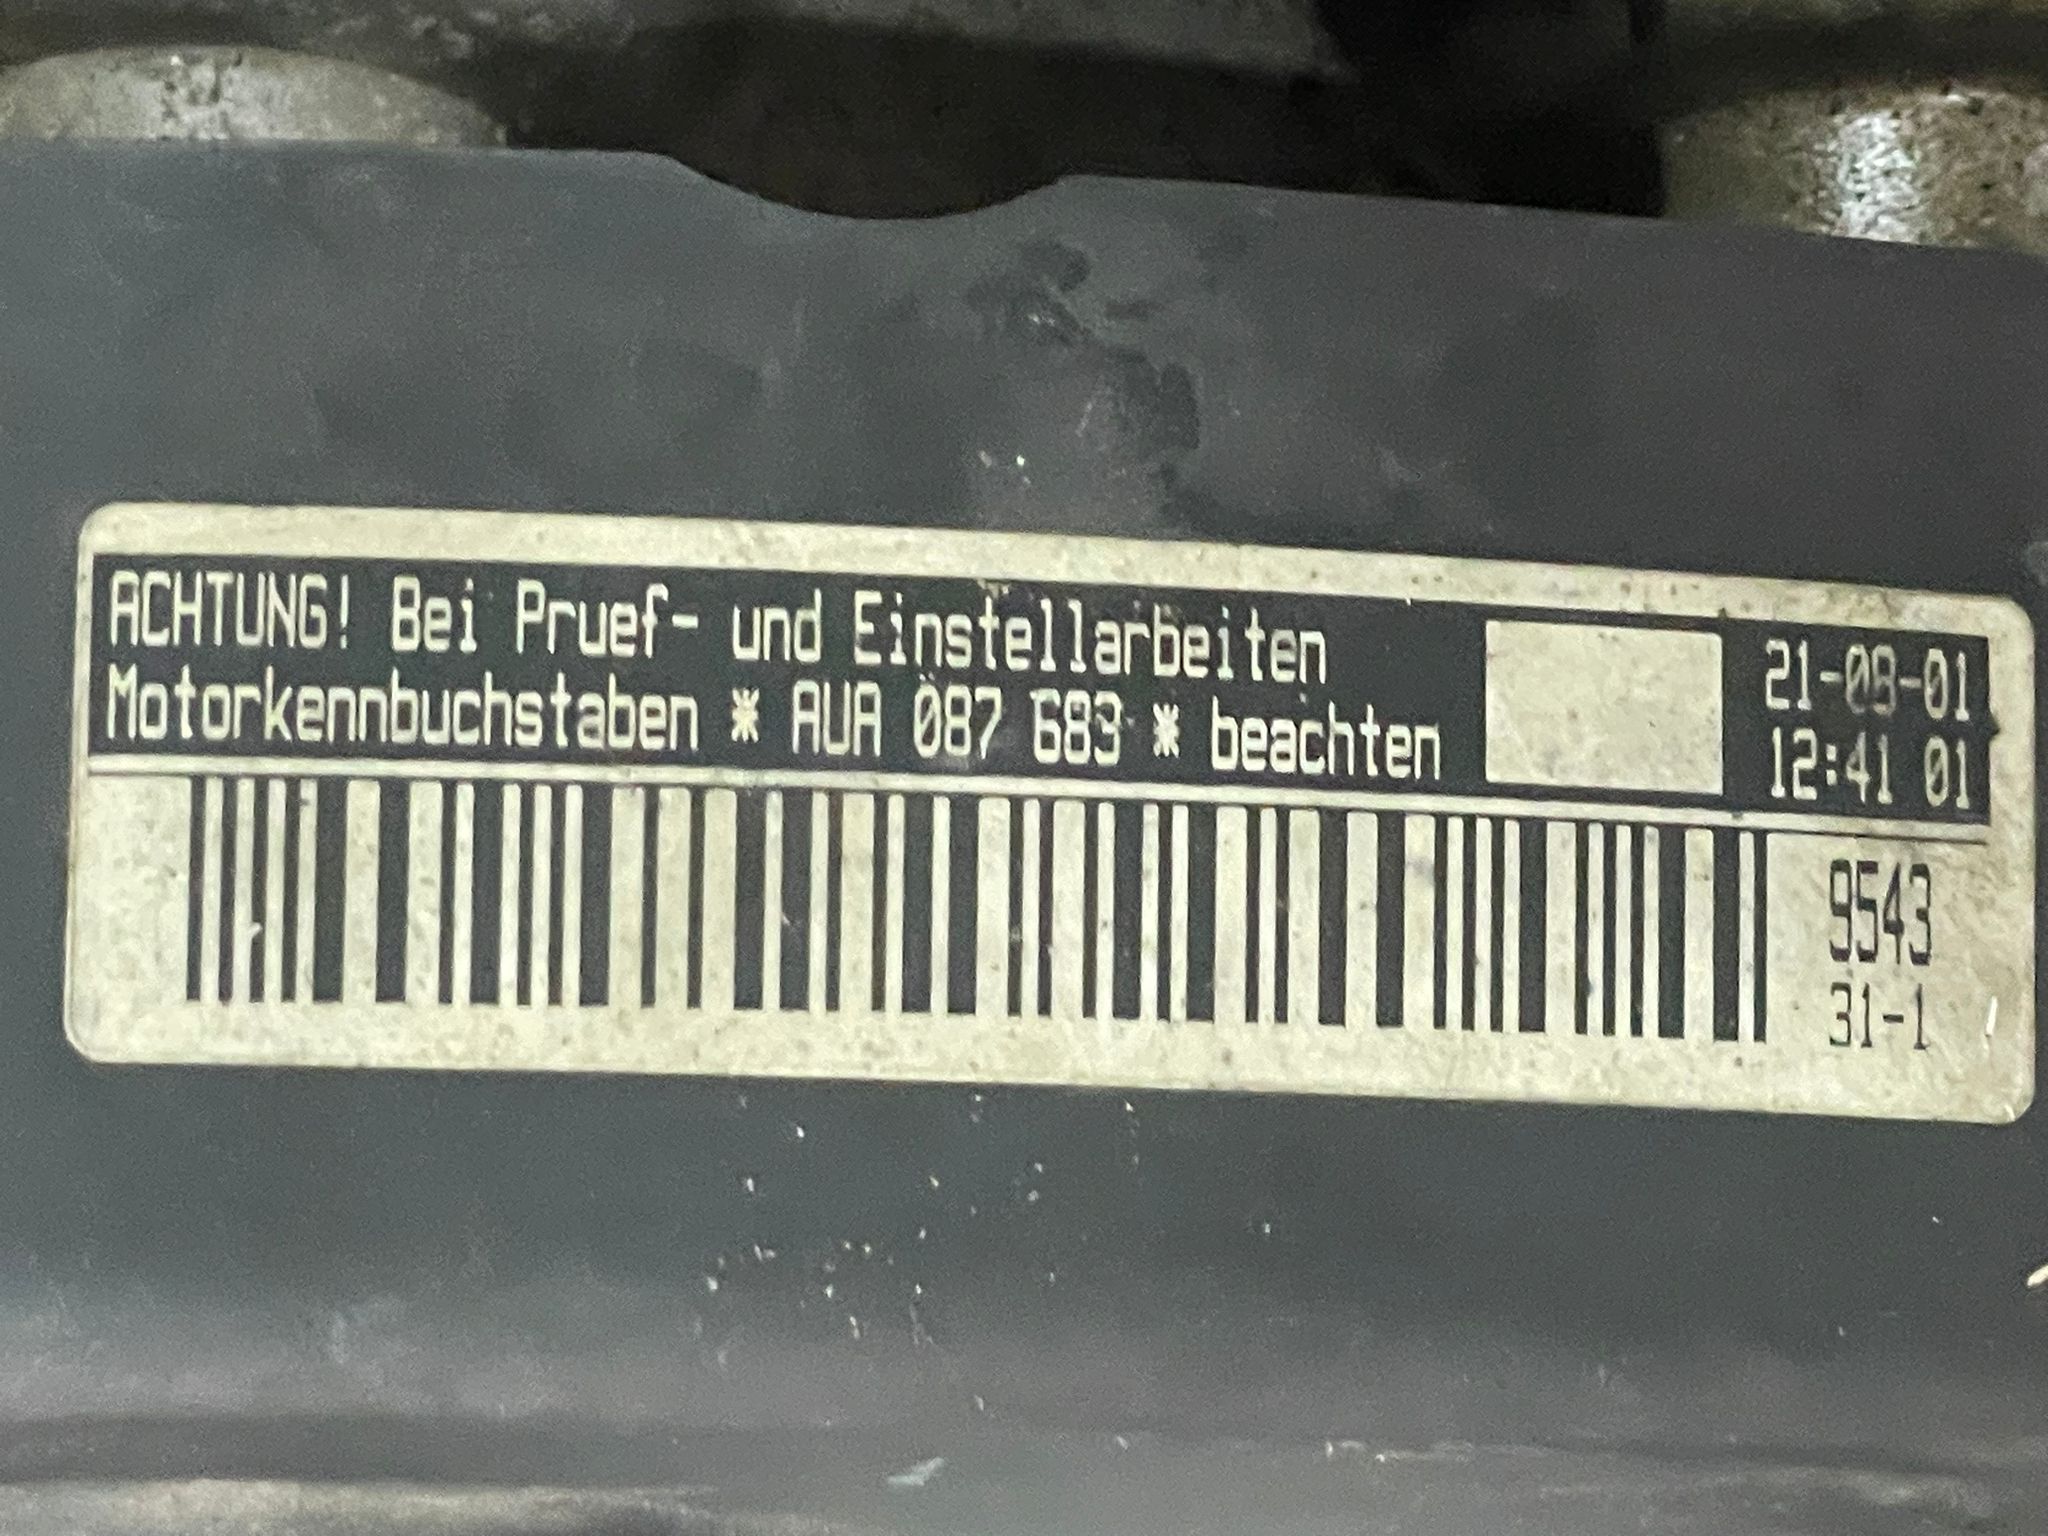 ACHTUNG! Bei Pruef- und Einstellarbeiten
Motorkennbuchstaben * AUA 087 683 * beachten
21-08-01
12:41 01
9543
31-1